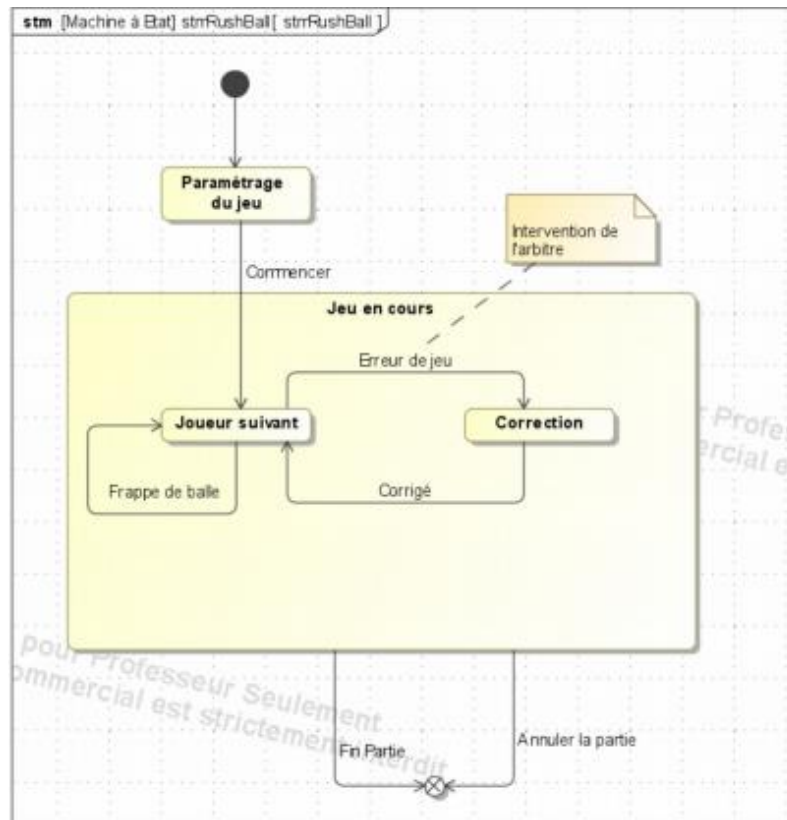 stm [Machine à Etat] stmRushBall[ stmRushBall ]
Paramétrage
du jeu
Intervention de
l'arbitre
Commencer
Jeu en cours
Erreur de jeu
Joueur suivant
Correction
Frappe de balle
Corrigé
pour Professeur Seulement
commercial est strictement interdit
Fin Partie
Annuler la partie